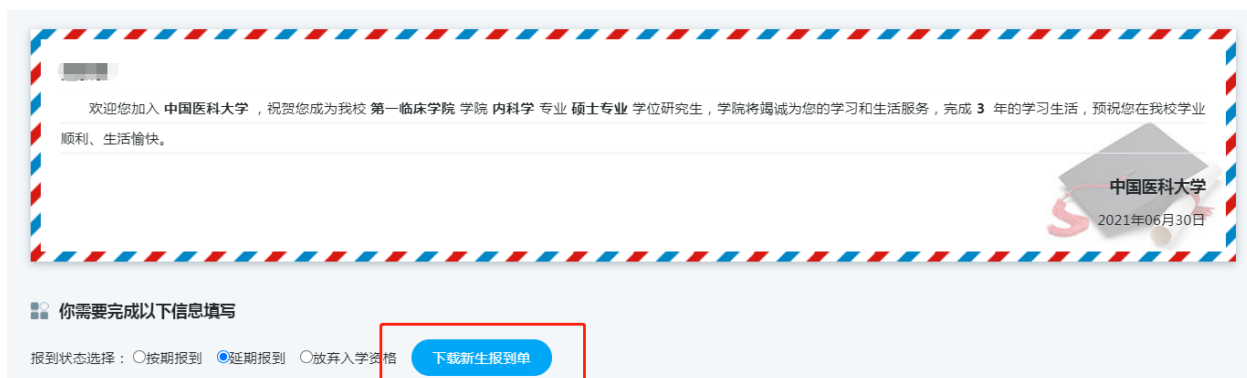 欢迎您加入 中国医科大学 ，祝贺您成为我校 第一临床学院 学院 内科学 专业 硕士专业 学位研究生，学院将竭诚为您的学习和生活服务，完成 3 年的学习生活，预祝您在我校学业
顺利、生活愉快。
中国医科大学
2021年06月30日
你需要完成以下信息填写
报到状态选择：按期报到 延期报到 放弃入学资格 下载新生报到单